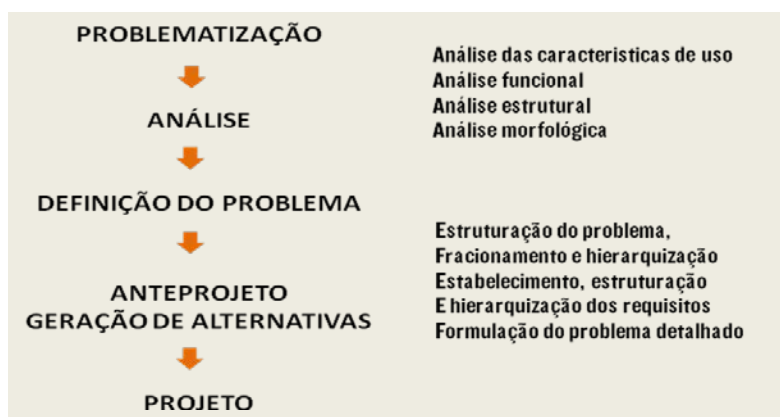 PROBLEMATIZAÇÃO
ANÁLISE
DEFINIÇÃO DO PROBLEMA
ANTEPROJETO
GERAÇÃO DE ALTERNATIVAS
PROJETO
Análise das caracteristicas de uso
Análise funcional
Análise estrutural
Análise morfológica
Estruturação do problema,
Fracionamento e hierarquização
Estabelecimento, estruturação
E hierarquização dos requisitos
Formulação do problema detalhado